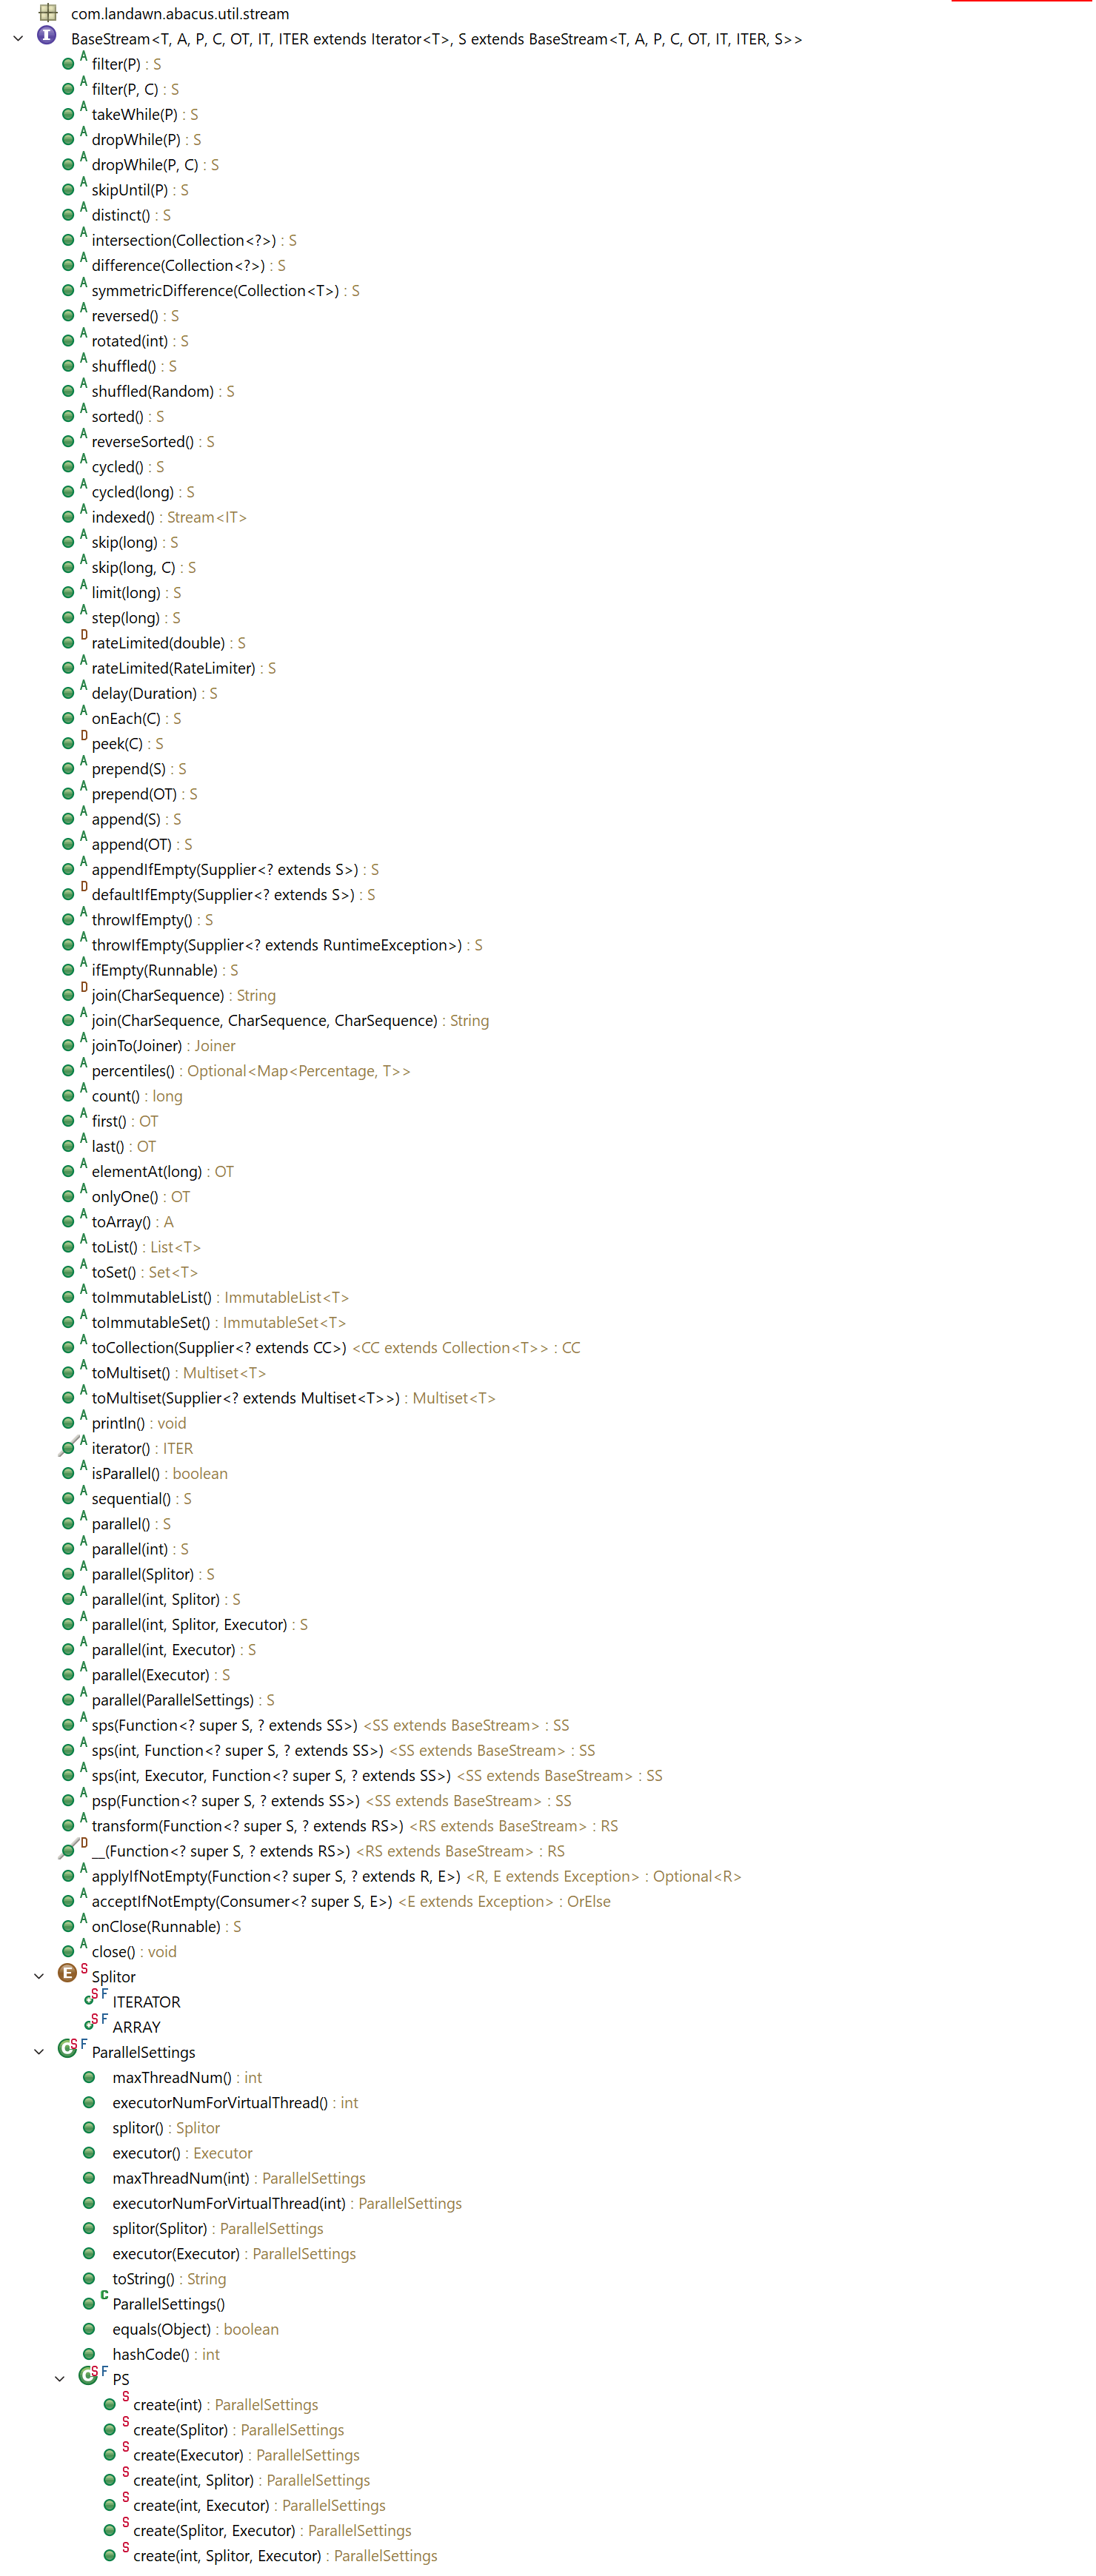 com.landawn.abacus.util.stream
BaseStream<T, A, P, C, OT, IT, ITER extends Iterator<T>, S extends BaseStream<T, A, P, C, OT, IT, ITER, S>>
filter(P) : S
filter(P, C) : S
takeWhile(P) : S
dropWhile(P) : S
dropWhile(P, C) : S
skipUntil(P) : S
distinct() : S
intersection(Collection<?>) : S
difference(Collection<?>) : S
symmetricDifference(Collection<T>) : S
reversed() : S
rotated(int) : S
shuffled() : S
shuffled(Random) : S
sorted() : S
reverseSorted() : S
cycled() : S
cycled(long) : S
indexed() : Stream<IT>
skip(long) : S
skip(long, C) : S
limit(long) : S
step(long) : S
rateLimited(double) : S
rateLimited(RateLimiter) : S
delay(Duration) : S
onEach(C) : S
peek(C) : S
prepend(S) : S
prepend(OT) : S
append(S) : S
append(OT) : S
appendIfEmpty(Supplier<? extends S>) : S
defaultIfEmpty(Supplier<? extends S>) : S
throwIfEmpty() : S
throwIfEmpty(Supplier<? extends RuntimeException>) : S
ifEmpty(Runnable) : S
join(CharSequence) : String
join(CharSequence, CharSequence, CharSequence) : String
joinTo(Joiner) : Joiner
percentiles() : Optional<Map<Percentage, T>>
count() : long
first() : OT
last() : OT
elementAt(long) : OT
onlyOne() : OT
toArray() : A
toList() : List<T>
toSet() : Set<T>
toImmutableList() : ImmutableList<T>
toImmutableSet() : ImmutableSet<T>
toCollection(Supplier<? extends CC>) <CC extends Collection<T>> : CC
toMultiset() : Multiset<T>
toMultiset(Supplier<? extends Multiset<T>>) : Multiset<T>
println() : void
iterator() : ITER
isParallel() : boolean
sequential() : S
parallel() : S
parallel(int) : S
parallel(Splitor) : S
parallel(int, Splitor) : S
parallel(int, Splitor, Executor) : S
parallel(int, Executor) : S
parallel(Executor) : S
parallel(ParallelSettings) : S
sps(Function<? super S, ? extends SS>) <SS extends BaseStream> : SS
sps(int, Function<? super S, ? extends SS>) <SS extends BaseStream> : SS
sps(int, Executor, Function<? super S, ? extends SS>) <SS extends BaseStream> : SS
psp(Function<? super S, ? extends SS>) <SS extends BaseStream> : SS
transform(Function<? super S, ? extends RS>) <RS extends BaseStream> : RS
__(Function<? super S, ? extends RS>) <RS extends BaseStream> : RS
applyIfNotEmpty(Function<? super S, ? extends R, E>) <R, E extends Exception> : Optional<R>
acceptIfNotEmpty(Consumer<? super S, E>) <E extends Exception> : OrElse
onClose(Runnable) : S
close() : void
Splitor
ITERATOR
ARRAY
ParallelSettings
maxThreadNum() : int
executorNumForVirtualThread() : int
splitor() : Splitor
executor() : Executor
maxThreadNum(int) : ParallelSettings
executorNumForVirtualThread(int) : ParallelSettings
splitor(Splitor) : ParallelSettings
executor(Executor) : ParallelSettings
toString() : String
ParallelSettings()
equals(Object) : boolean
hashCode() : int
PS
create(int) : ParallelSettings
create(Splitor) : ParallelSettings
create(Executor) : ParallelSettings
create(int, Splitor) : ParallelSettings
create(int, Executor) : ParallelSettings
create(Splitor, Executor) : ParallelSettings
create(int, Splitor, Executor) : ParallelSettings